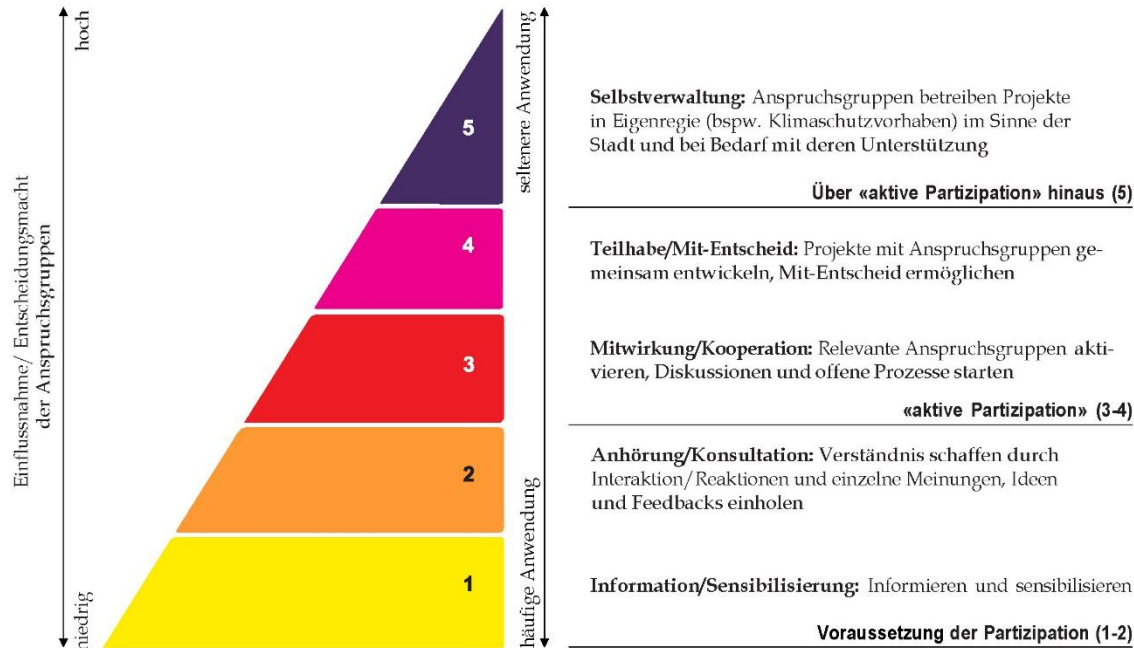 hoch
Einflussnahme/ Entscheidungsmacht
der Anspruchsgruppen
niedrig
5
4
3
2
1
seltenere Anwendung
häufige Anwendung
Selbstverwaltung: Anspruchsgruppen betreiben Projekte
in Eigenregie (bspw. Klimaschutzvorhaben) im Sinne der
Stadt und bei Bedarf mit deren Unterstützung
Über «aktive Partizipation» hinaus (5)
Teilhabe/Mit-Entscheid: Projekte mit Anspruchsgruppen ge-
meinsam entwickeln, Mit-Entscheid ermöglichen
Mitwirkung/Kooperation: Relevante Anspruchsgruppen akti-
vieren, Diskussionen und offene Prozesse starten
«aktive Partizipation» (3-4)
Anhörung/Konsultation: Verständnis schaffen durch
Interaktion/Reaktionen und einzelne Meinungen, Ideen
und Feedbacks einholen
Information/Sensibilisierung: Informieren und sensibilisieren
Voraussetzung der Partizipation (1-2)